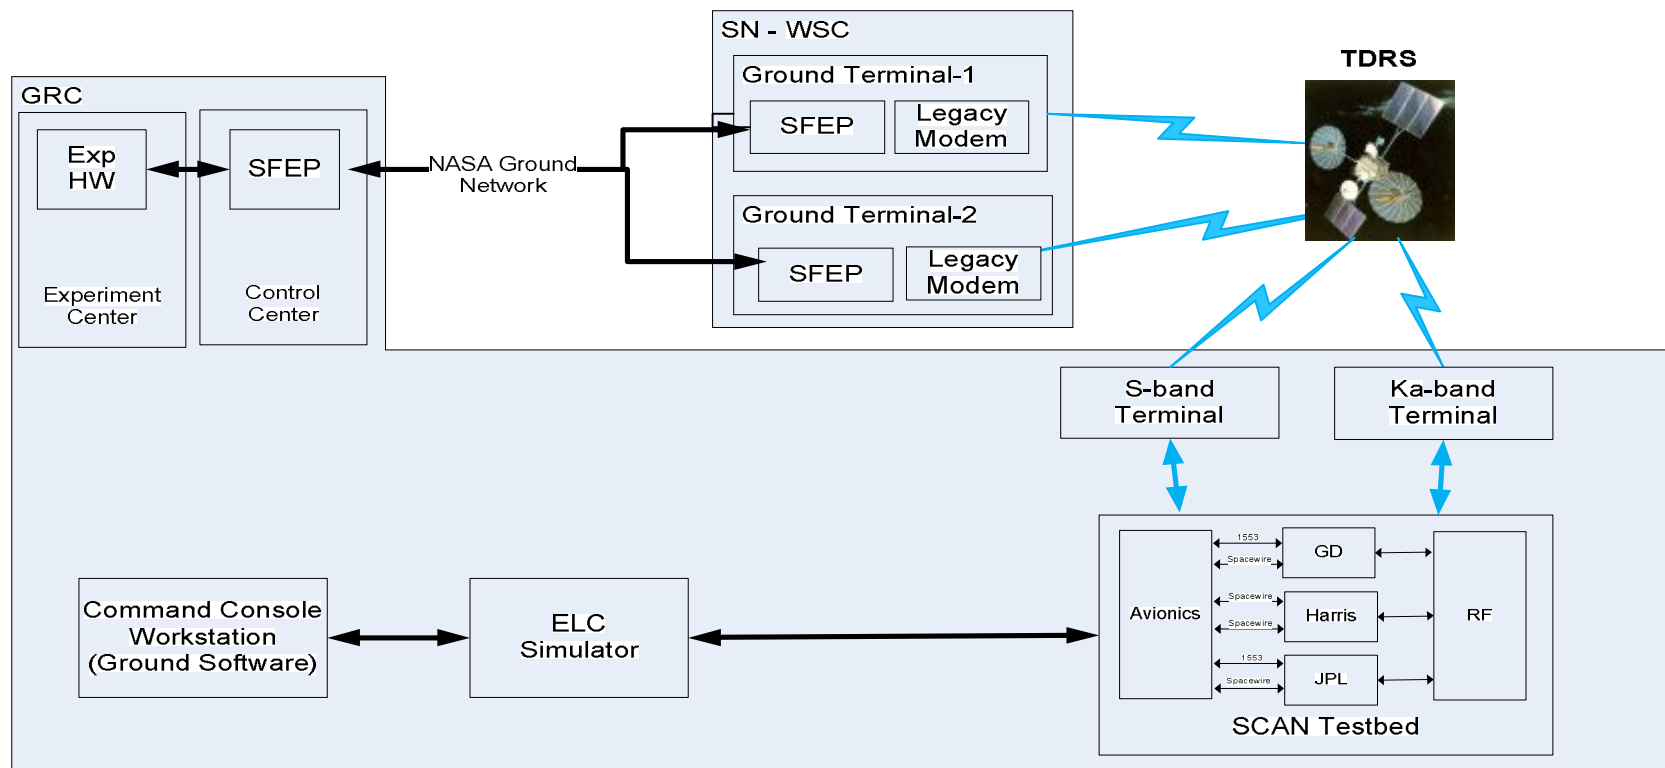 SN - WSC
TDRS
Ground Terminal-1
GRC
SFEP
Legacy
Modem
Exp
HW
SFEP
NASA Ground
Network
Ground Terminal-2
SFEP
Legacy
Modem
Experiment
Center
Control
Center
S-band
Terminal
Ka-band
Terminal
Command Console
Workstation
(Ground Software)
ELC
Simulator
Avionics
1553
Spacewire
GD
Spacewire
Spacewire
Harris
RF
1553
Spacewire
JPL
SCAN Testbed